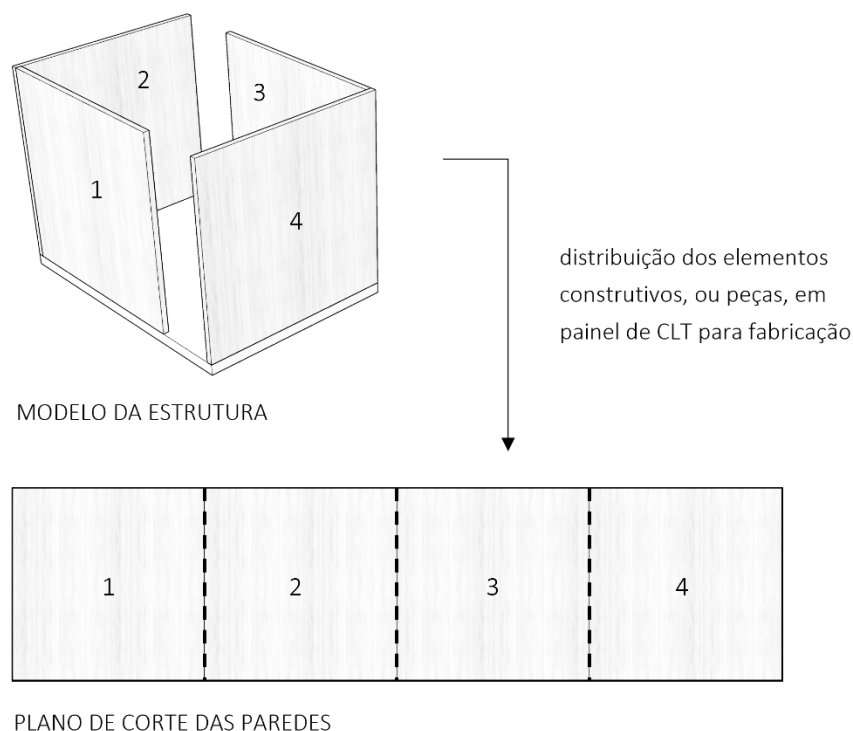 2
3
1
4
distribuição dos elementos
construtivos, ou peças, em
painel de CLT para fabricação
MODELO DA ESTRUTURA
1 2 3 4
PLANO DE CORTE DAS PAREDES